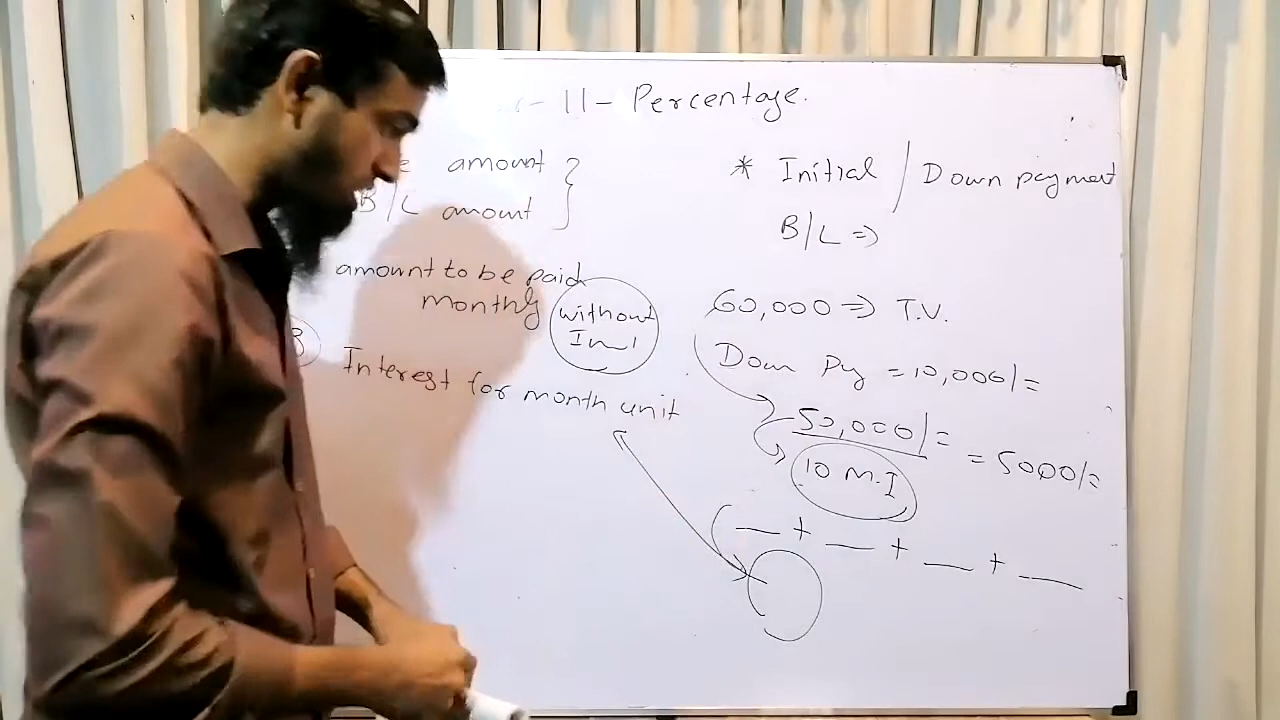 - 11 - Percentage.
amount
B/L amount
amount to be paid
monthly without
Int
3
Interest for month unit
* Initial / Down payment
B/L ⇒
60,000 ⇒ T.V.
Down Py = 10,000/=
50,000/=
10 M.I = 5000/=
( — + — + — + —